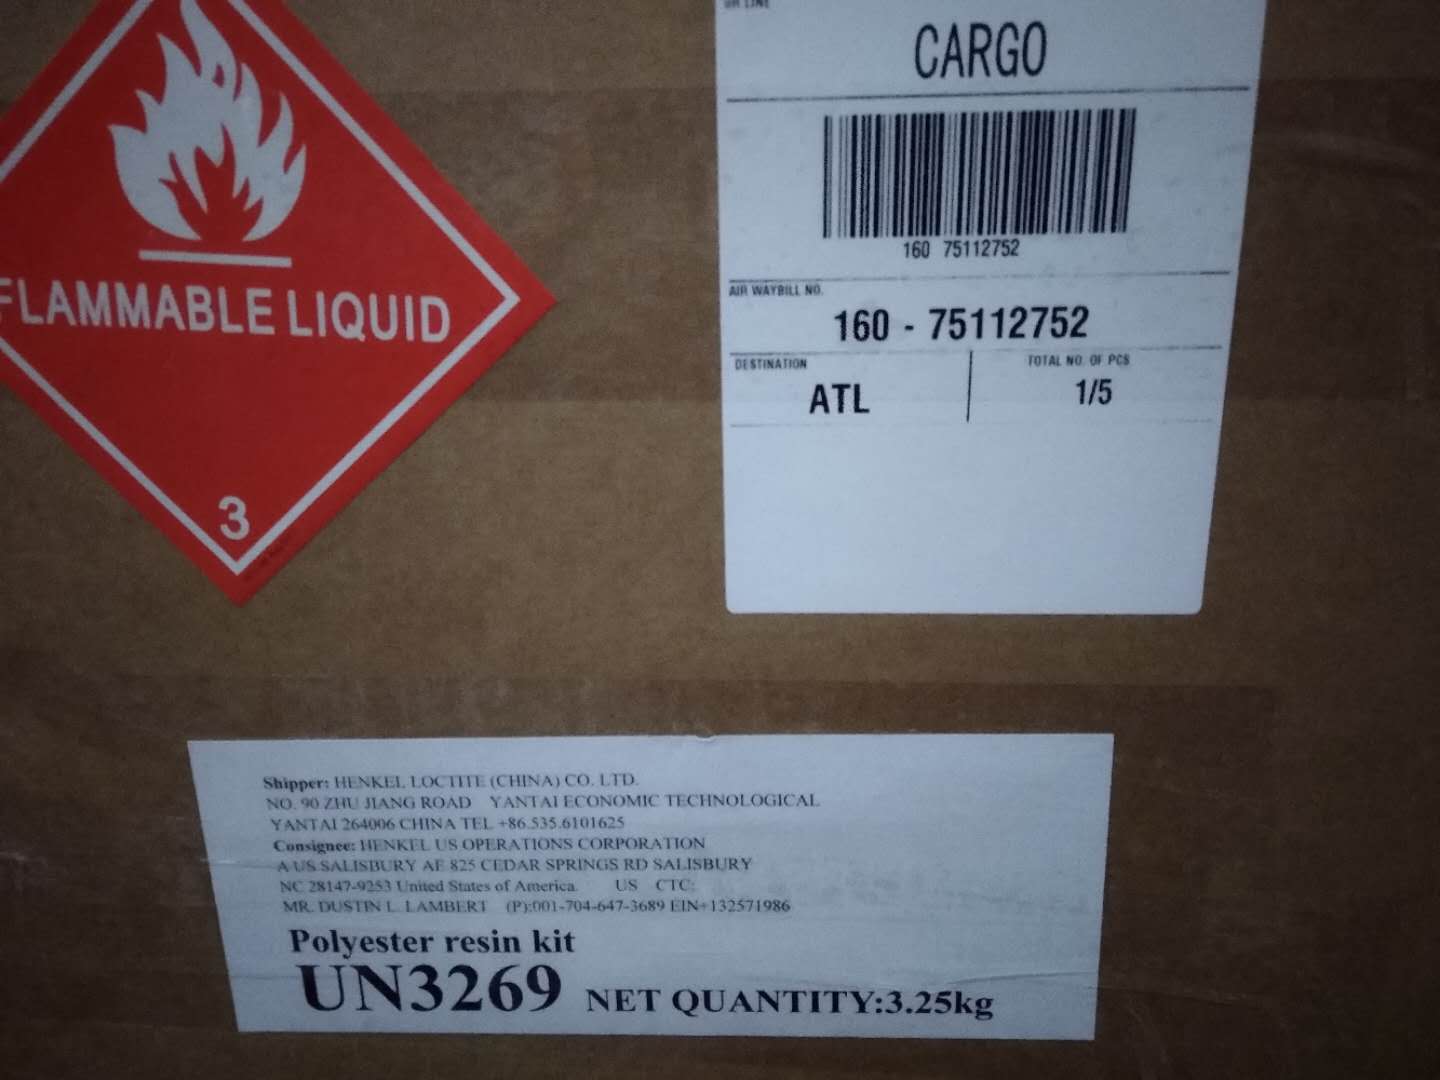 FLAMMABLE LIQUID
3
CARGO
160 75112752
AIR WAYBILL NO.
160 - 75112752
DESTINATION
ATL
TOTAL NO. OF PCS
1/5
Shipper: HENKEL LOCTITE (CHINA) CO. LTD.
NO. 90 ZHU JIANG ROAD YANTAI ECONOMIC TECHNOLOGICAL
YANTAI 264006 CHINA TEL +86.535.6101625
Consignee: HENKEL US OPERATIONS CORPORATION
A US SALISBURY AE 825 CEDAR SPRINGS RD SALISBURY
NC 28147-9253 United States of America. US CTC:
MR. DUSTIN L. LAMBERT (P):001-704-647-3689 EIN+132571986
Polyester resin kit
UN3269 NET QUANTITY:3.25kg